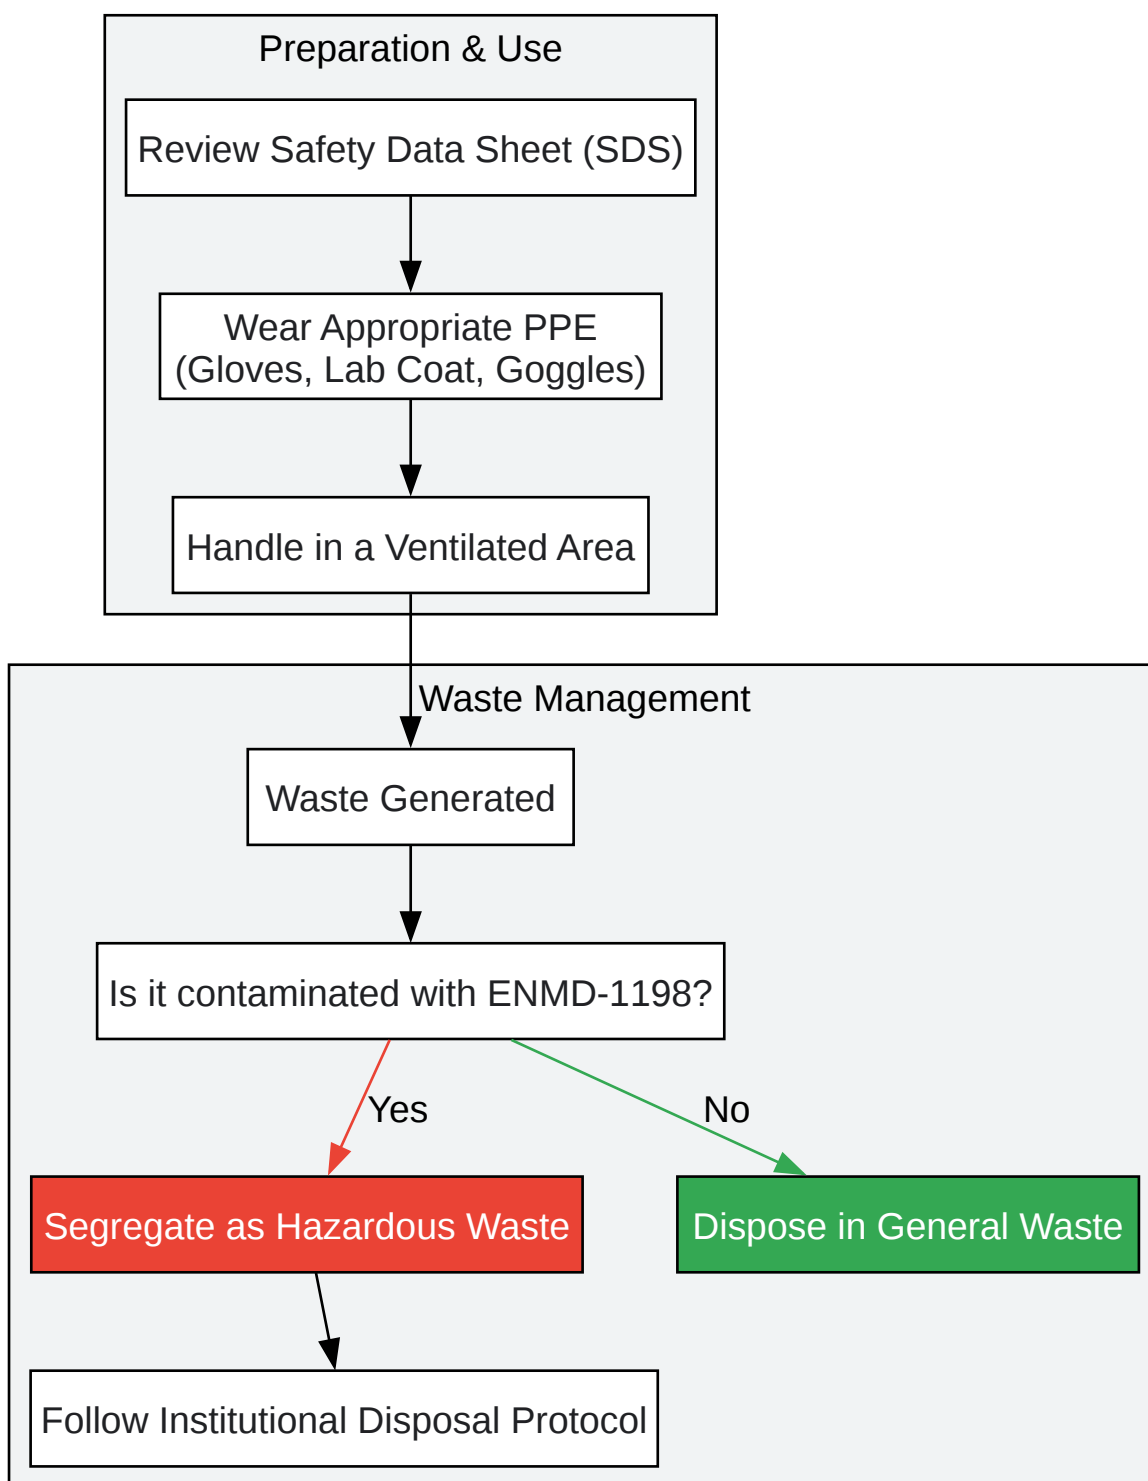 Preparation & Use
Review Safety Data Sheet (SDS)
Wear Appropriate PPE
(Gloves, Lab Coat, Goggles)
Handle in a Ventilated Area
Waste Management
Waste Generated
Is it contaminated with ENMD-1198?
Yes
No
Segregate as Hazardous Waste
Dispose in General Waste
Follow Institutional Disposal Protocol